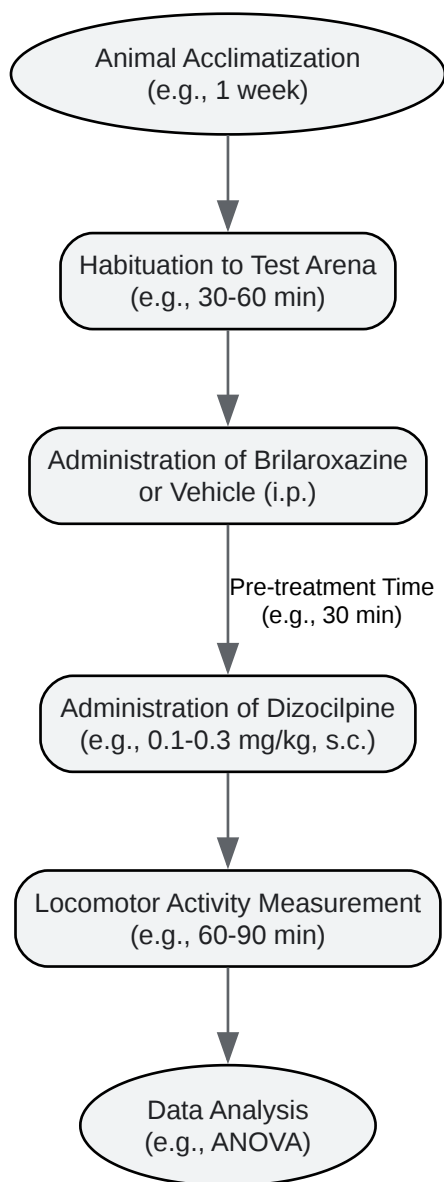 Animal Acclimatization
(e.g., 1 week)
Habituation to Test Arena
(e.g., 30-60 min)
Administration of Brilaroxazine
or Vehicle (i.p.)
Pre-treatment Time
(e.g., 30 min)
Administration of Dizocilpine
(e.g., 0.1-0.3 mg/kg, s.c.)
Locomotor Activity Measurement
(e.g., 60-90 min)
Data Analysis
(e.g., ANOVA)